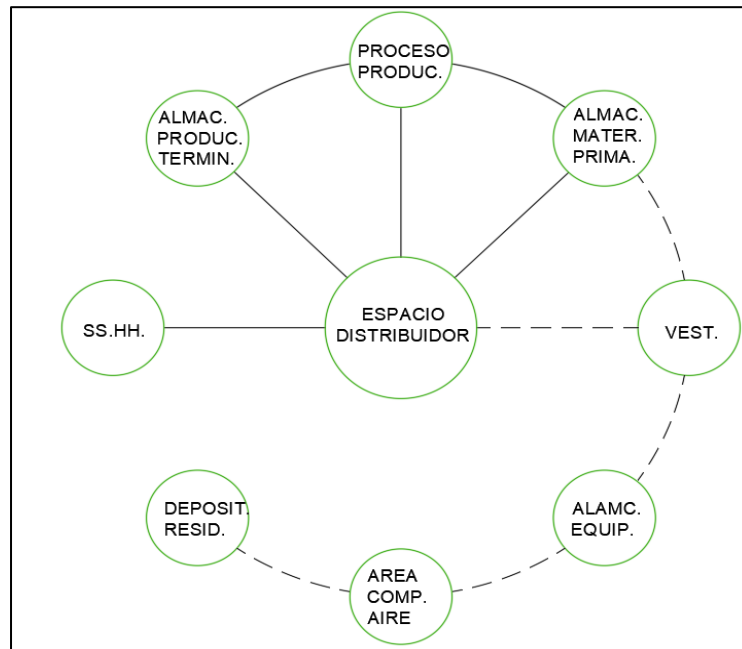 PROCESO
PRODUC.
ALMAC.
PRODUC.
TERMIN.
ALMAC.
MATER.
PRIMA.
ESPACIO
DISTRIBUIDOR
SS.HH.
VEST.
DEPOSIT.
RESID.
ALAMC.
EQUIP.
AREA
COMP.
AIRE